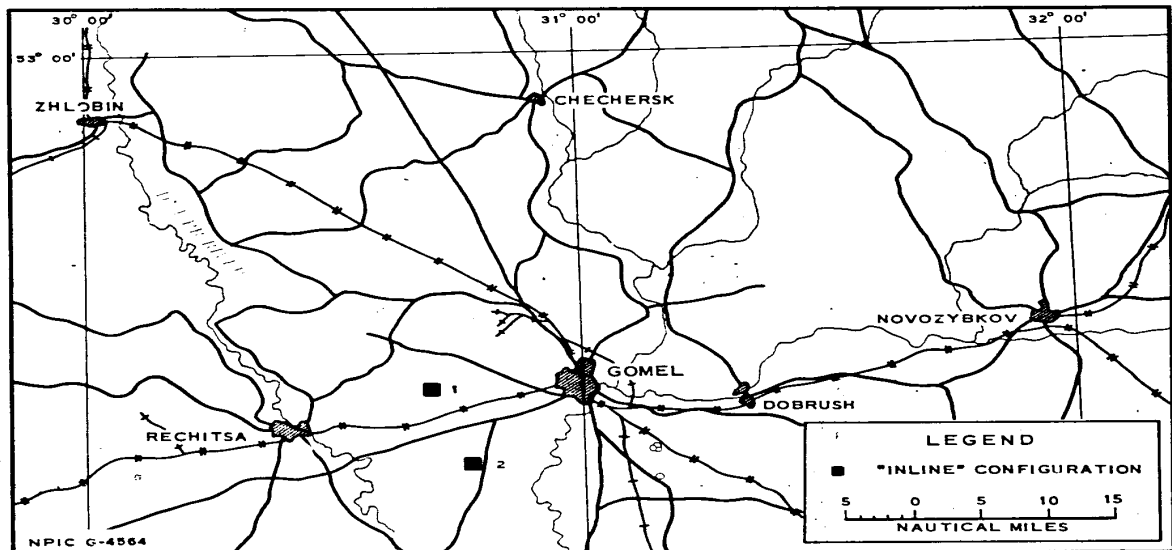 30° 00'
31° 00'
32° 00'
53° 00'
ZHLOBIN
CHECHERSK
NOVOZYBKOV
GOMEL
1
DOBRUSH
RECHITSA
2
LEGEND
"INLINE" CONFIGURATION
5 0 5 10 15
NAUTICAL MILES
NPIC G-4564